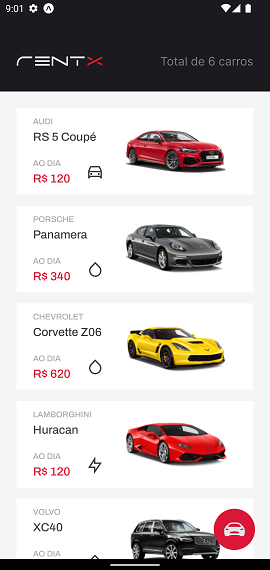 9:01
RENTX
Total de 6 carros
AUDI
RS 5 Coupé
AO DIA
R$ 120
PORSCHE
Panamera
AO DIA
R$ 340
CHEVROLET
Corvette Z06
AO DIA
R$ 620
LAMBORGHINI
Huracan
AO DIA
R$ 120
VOLVO
XC40
AO DIA